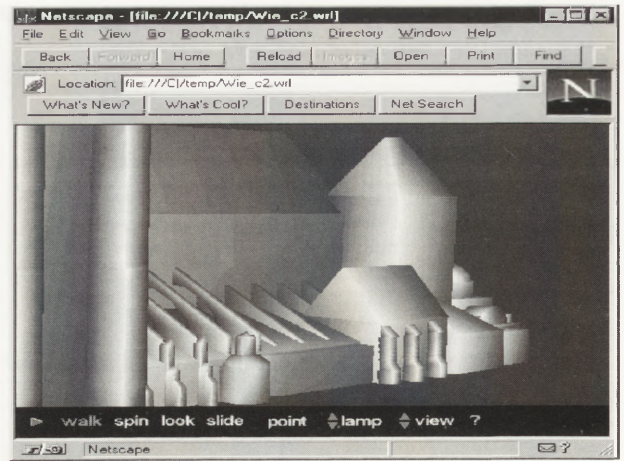 Netscape - [file:///C|/temp/Wie_c2.wrl]
File Edit View Go Bookmarks Options Directory Window Help
Back Forward Home Reload Images Open Print Find
Location: file:///C|/temp/Wie_c2.wrl
N
What's New? What's Cool? Destinations Net Search
walk spin look slide point lamp view ?
Netscape